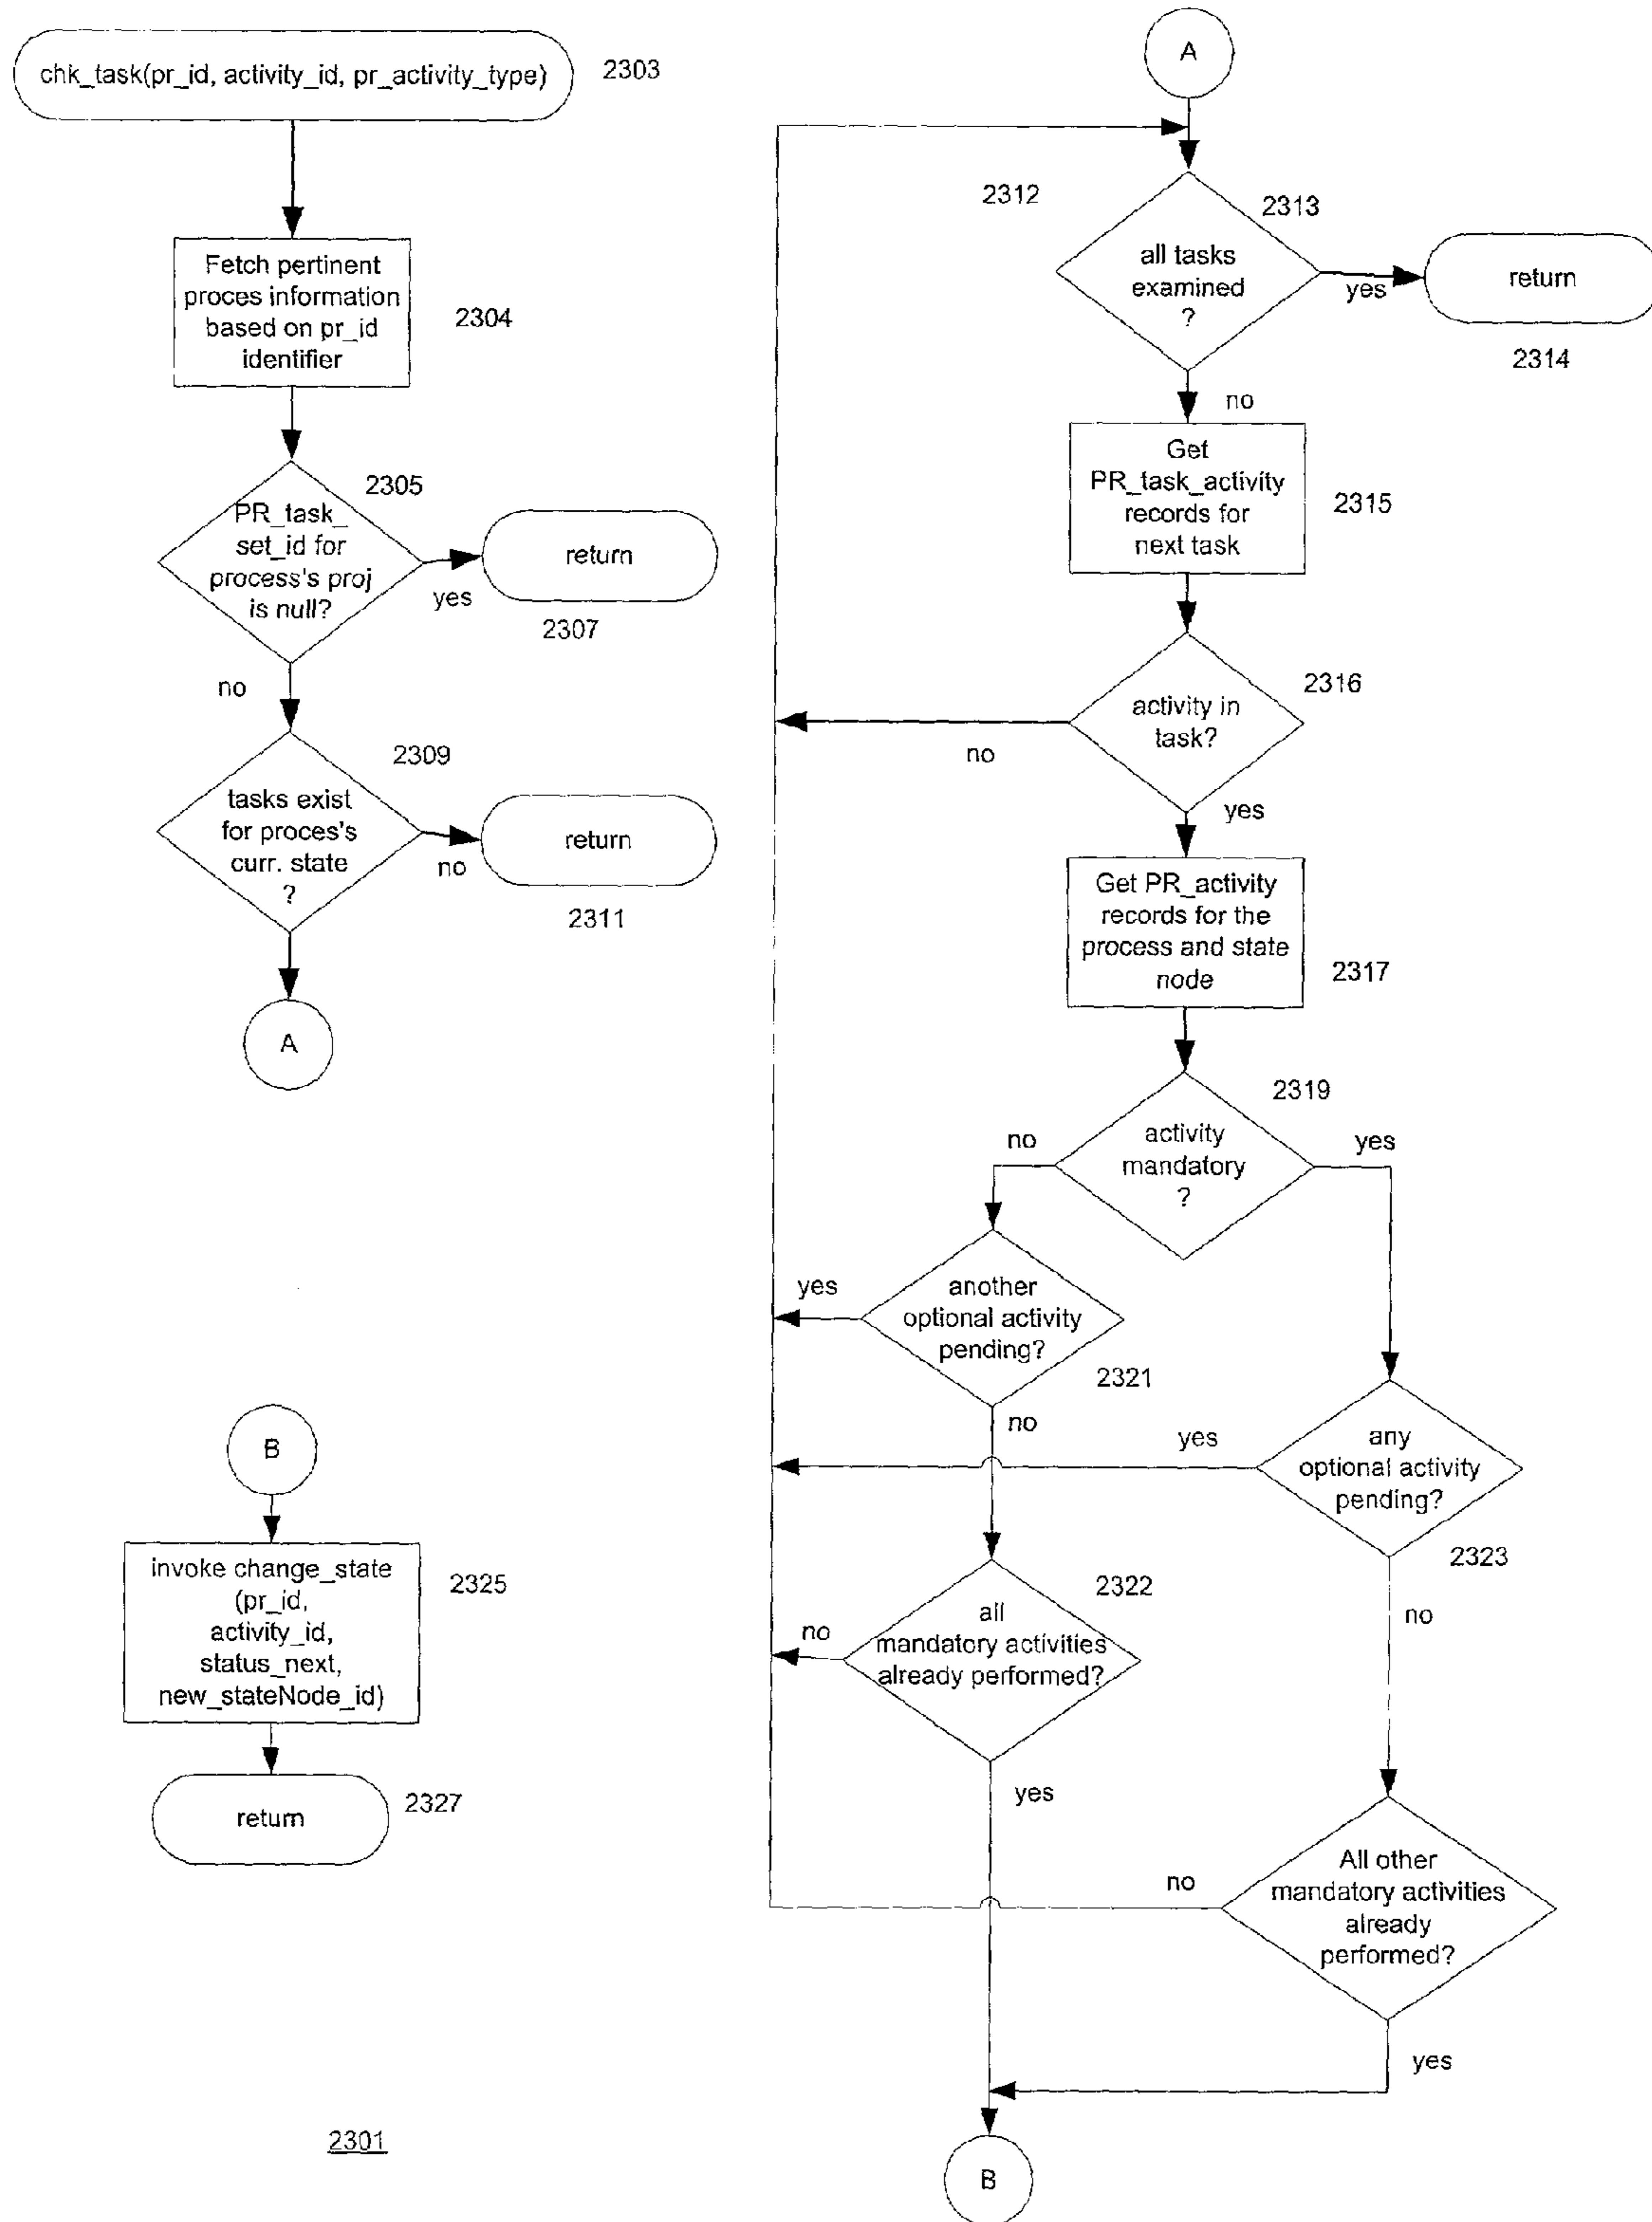 chk_task(pr_id, activity_id, pr_activity_type)
2303
Fetch pertinent
proces information
based on pr_id
identifier
2304
2305
PR_task_
set_id for
process's proj
is null?
yes
return
2307
no
2309
tasks exist
for proces's
curr. state
?
no
return
2311
A
B
invoke change_state
(pr_id,
activity_id,
status_next,
new_stateNode_id)
2325
return
2327
2301
A
2312
2313
all tasks
examined
?
yes
return
2314
no
Get
PR_task_activity
records for
next task
2315
2316
activity in
task?
no
yes
Get PR_activity
records for the
process and state
node
2317
2319
activity
mandatory
?
no
yes
another
optional activity
pending?
yes
2321
no
any
optional activity
pending?
yes
2323
no
2322
all
mandatory activities
already performed?
no
yes
All other
mandatory activities
already
performed?
no
yes
B